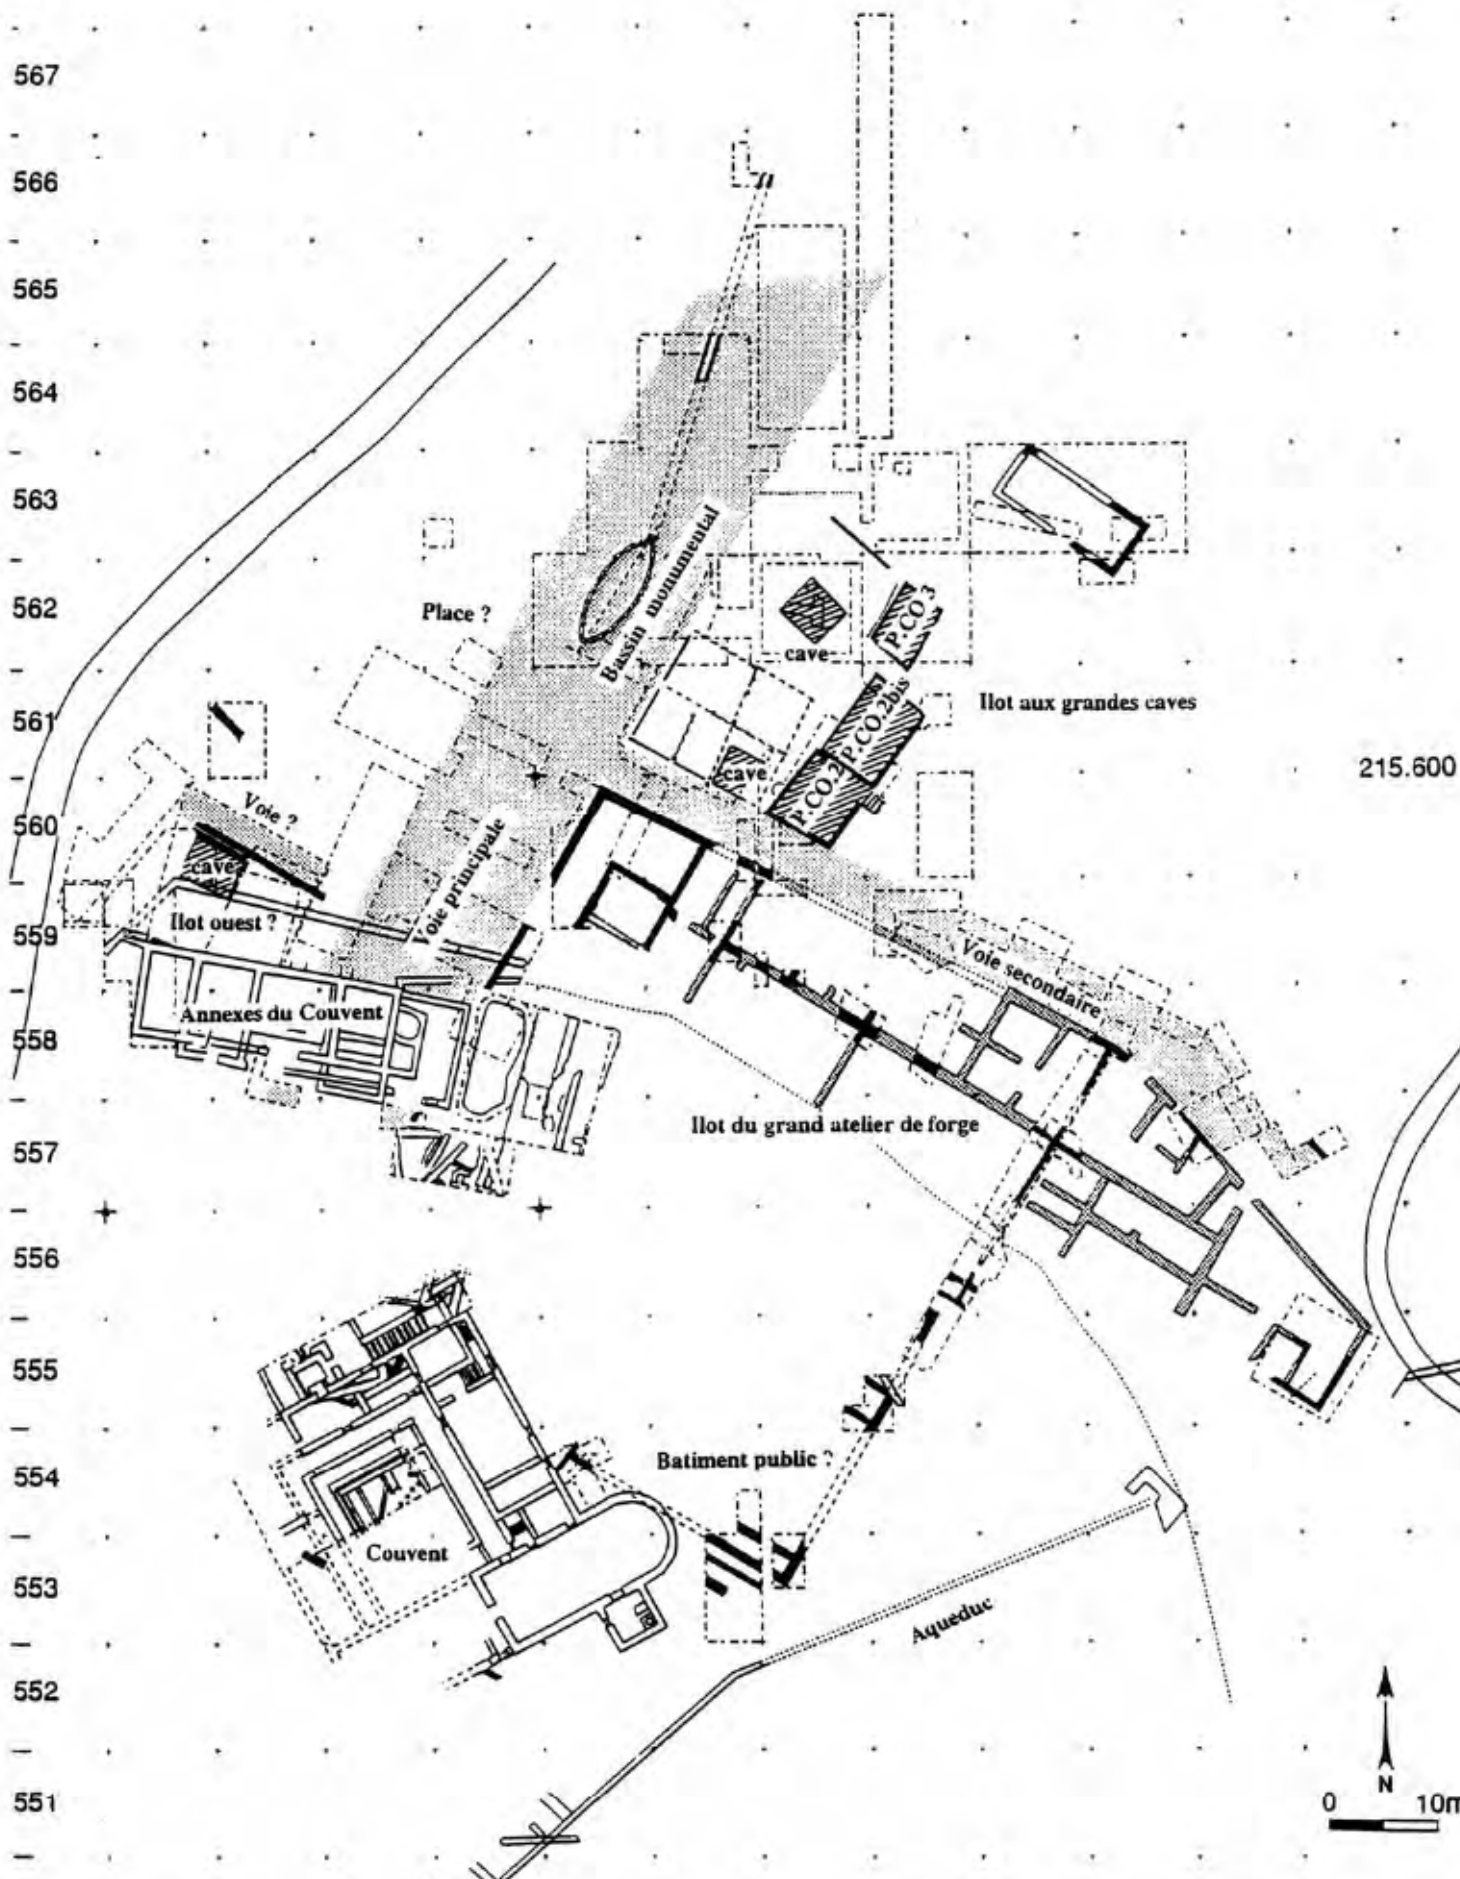 567
566
565
564
563
Bassin monumental
562
Place ?
cave
P.CO 3
561
P.CO.2bis
Ilot aux grandes caves
215.600
cave
P.CO2
560
Voie ?
Voie principale
cave
559
Ilot ouest ?
Voie secondaire
558
Annexes du Couvent
557
Ilot du grand atelier de forge
556
555
554
Batiment public ?
553
Couvent
Aqueduc
552
N
551
0 10m